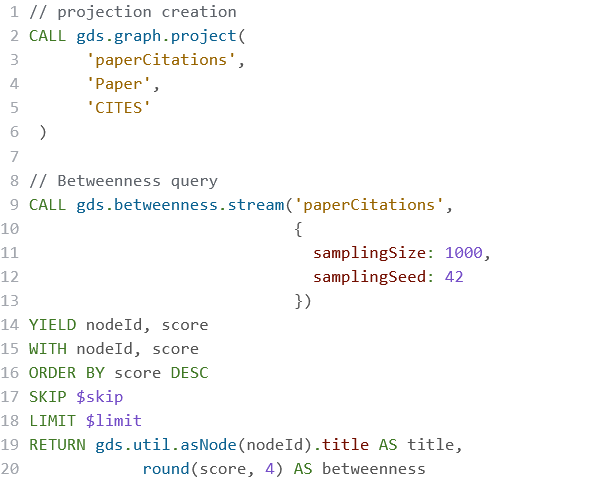 1 // projection creation
2 CALL gds.graph.project(
3       'paperCitations',
4       'Paper',
5       'CITES'
6  )
7
8 // Betweenness query
9 CALL gds.betweenness.stream('paperCitations',
10                             {
11                               samplingSize: 1000,
12                               samplingSeed: 42
13                             })
14 YIELD nodeId, score
15 WITH nodeId, score
16 ORDER BY score DESC
17 SKIP $skip
18 LIMIT $limit
19 RETURN gds.util.asNode(nodeId).title AS title,
20             round(score, 4) AS betweenness